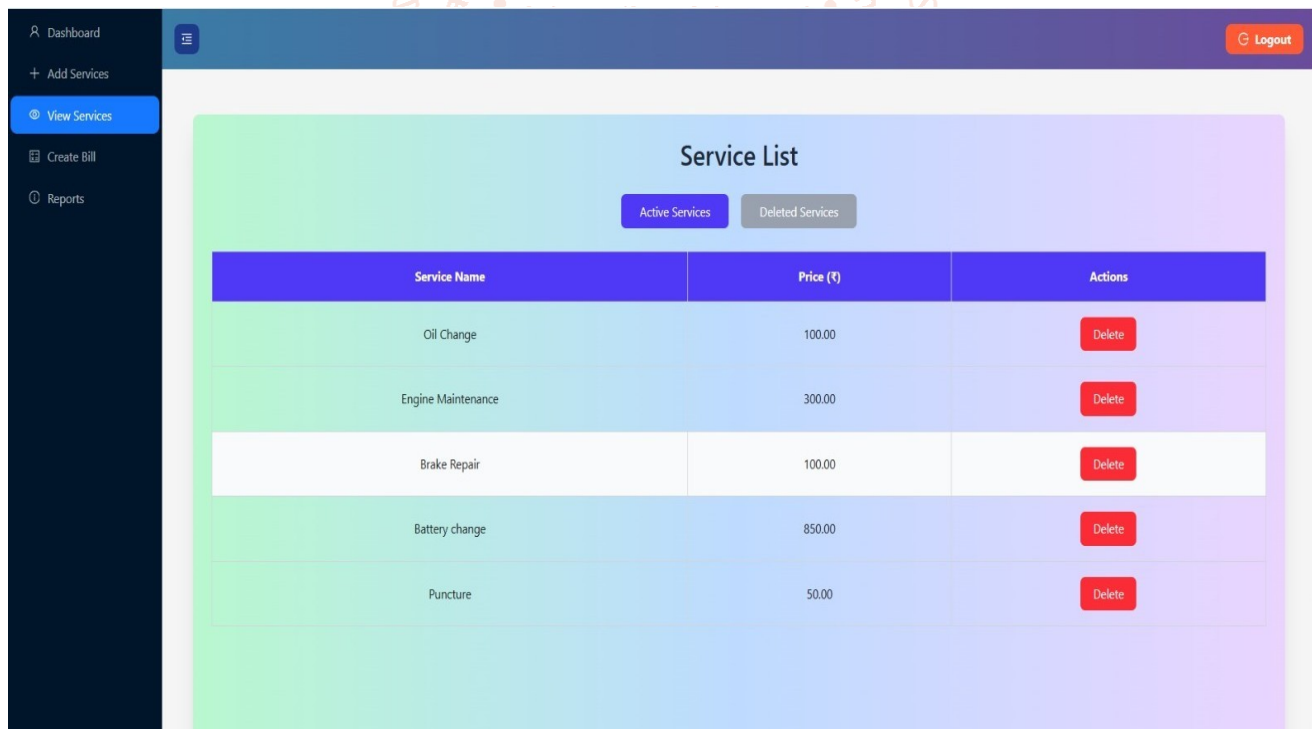 Dashboard
Add Services
View Services
Create Bill
Reports
Logout
Service List
Active Services Deleted Services
Service Name Price (₹) Actions
Oil Change 100.00 Delete
Engine Maintenance 300.00 Delete
Brake Repair 100.00 Delete
Battery change 850.00 Delete
Puncture 50.00 Delete